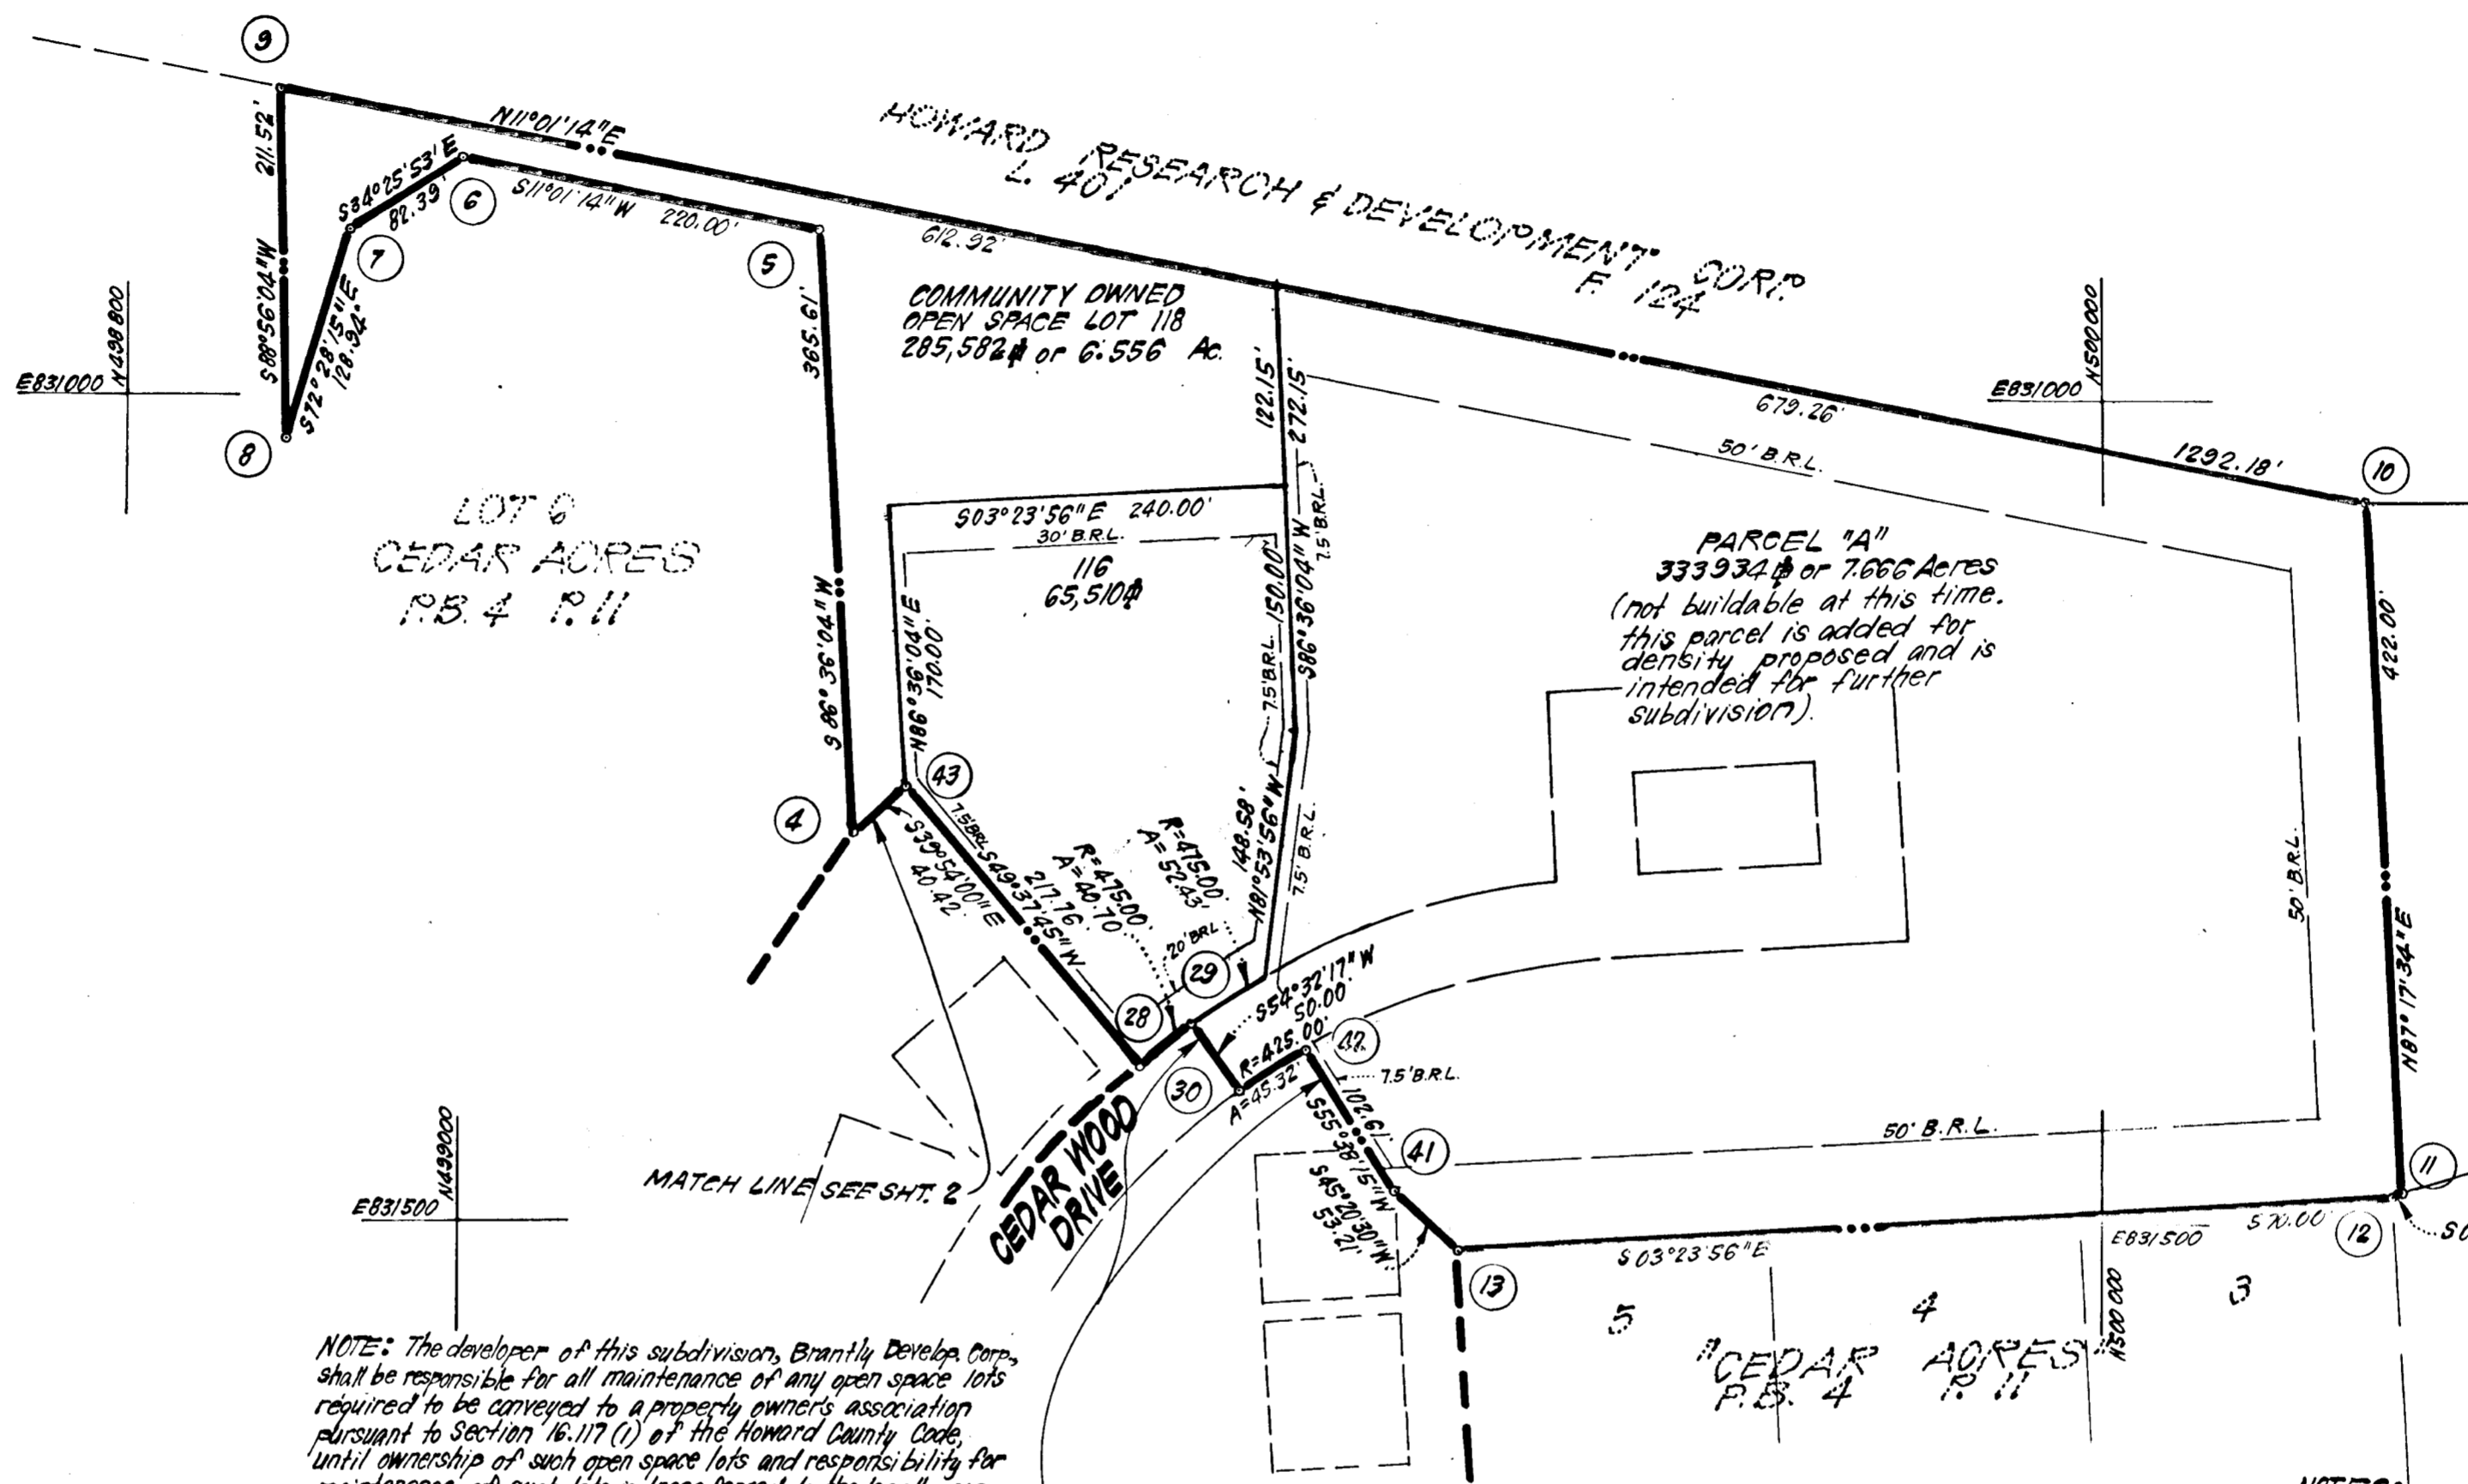 9
N11°01'14"E
HOWARD RESEARCH & DEVELOPMENT CORP.
L. 401 F. 124
211.52'
S88°56'04"W
S34°25'53"E
82.39'
6
S11°01'14"W 220.00'
7
S72°28'15"E
128.94'
8
5
612.92'
COMMUNITY OWNED
OPEN SPACE LOT 118
285,582 or 6.556 Ac.
365.61'
S86°36'04"W
N498800
E831000
LOT 6
CEDAR ACRES
P.B. 4 P. 11
122.15'
272.15'
S86°36'04"W
679.26'
50' B.R.L.
N500000
E831000
1292.18'
10
S03°23'56"E 240.00'
30' B.R.L.
116
65,510
N86°36'04"E
170.00'
150.00'
7.5' B.R.L.
7.5' B.R.L.
PARCEL "A"
333934 or 7.666 Acres
(not buildable at this time.
this parcel is added for
density proposed and is
intended for further
subdivision).
422.00'
N87°17'34"E
50' B.R.L.
43
4
S39°54'00"E
40.42'
7.5' BRL
S49°37'45"W
217.76'
R=475.00'
A=40.70
R=475.00'
A=52.43'
148.58'
N81°53'56"W
7.5' B.R.L.
20' BRL
29
28
30
S54°32'17"W
50.00'
R=425.00'
A=45.32'
42
7.5' B.R.L.
102.61'
S55°38'15"W
41
S45°20'30"W
53.21'
50' B.R.L.
11
CEDAR WOOD
DRIVE
MATCH LINE SEE SHT. 2
N499000
E831500
13
S03°23'56"E
570.00'
12
E831500
N500000
5
4
3
"CEDAR ACRES"
P.B. 4 P. 11
NOTE: The developer of this subdivision, Brantly Develop. Corp.,
shall be responsible for all maintenance of any open space lots
required to be conveyed to a property owner's association
pursuant to Section 16.117 (1) of the Howard County Code,
until ownership of such open space lots and responsibility for